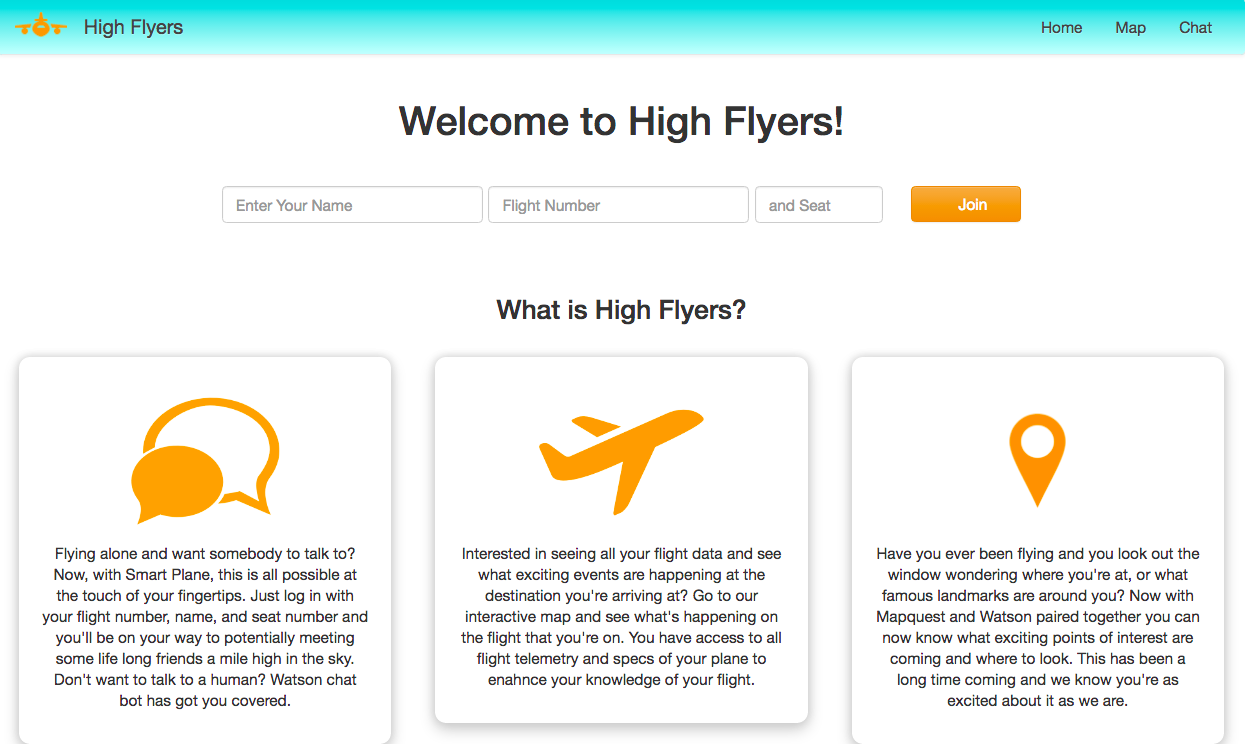 High Flyers
Home
Map
Chat
Welcome to High Flyers!
Enter Your Name
Flight Number
and Seat
Join
What is High Flyers?
Flying alone and want somebody to talk to?
Now, with Smart Plane, this is all possible at
the touch of your fingertips. Just log in with
your flight number, name, and seat number and
you'll be on your way to potentially meeting
some life long friends a mile high in the sky.
Don't want to talk to a human? Watson chat
bot has got you covered.
Interested in seeing all your flight data and see
what exciting events are happening at the
destination you're arriving at? Go to our
interactive map and see what's happening on
the flight that you're on. You have access to all
flight telemetry and specs of your plane to
enahnce your knowledge of your flight.
Have you ever been flying and you look out the
window wondering where you're at, or what
famous landmarks are around you? Now with
Mapquest and Watson paired together you can
now know what exciting points of interest are
coming and where to look. This has been a
long time coming and we know you're as
excited about it as we are.